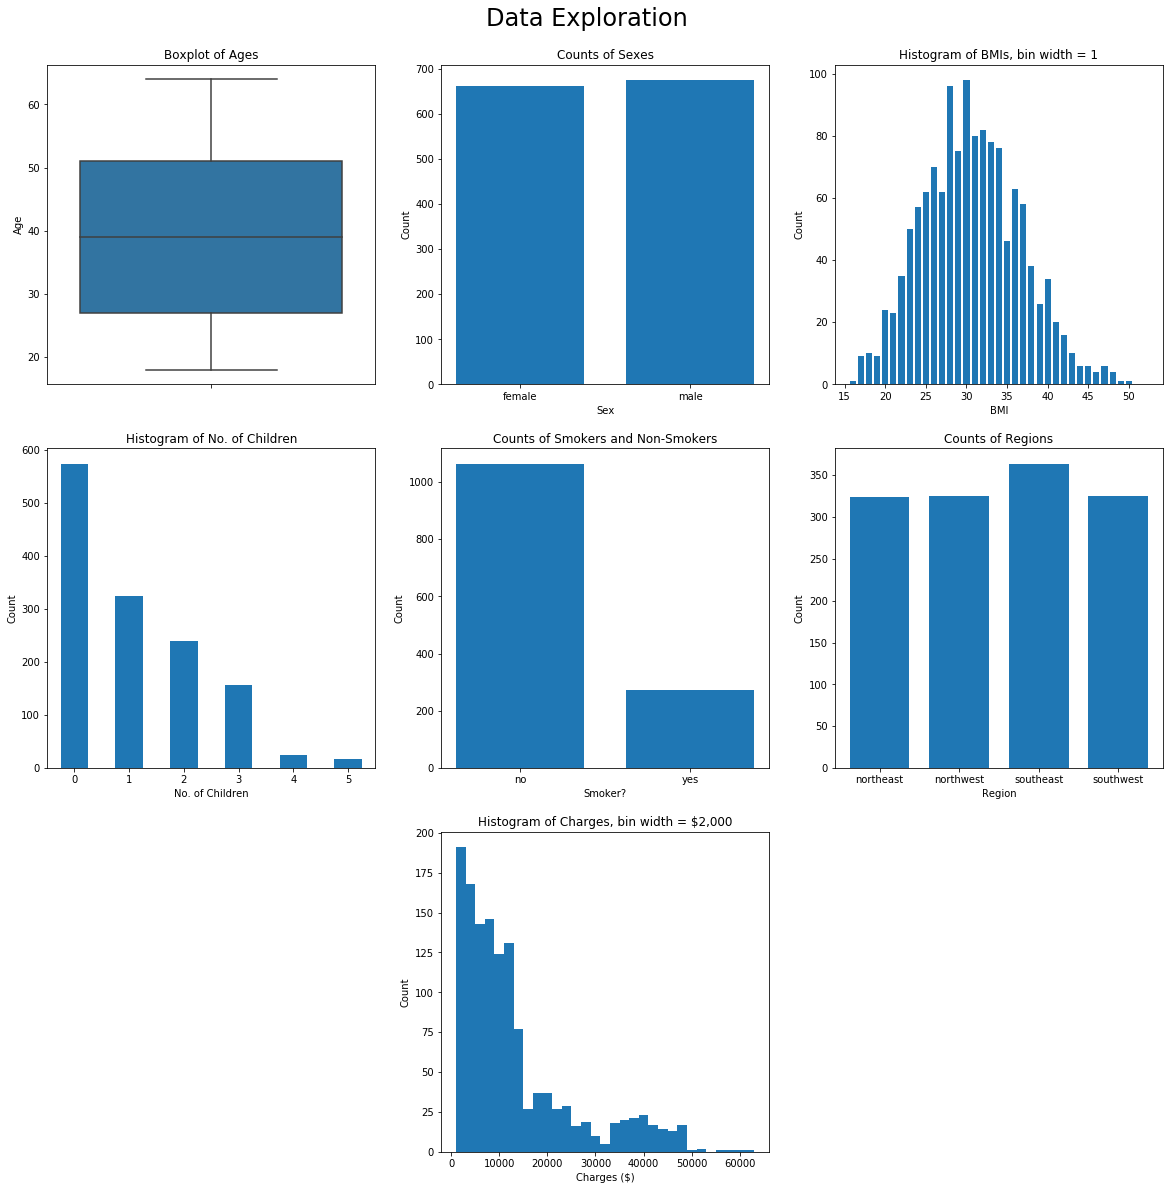 Data Exploration
Boxplot of Ages
Age
60
50
40
30
20
Counts of Sexes
Count
700
600
500
400
300
200
100
0
female male
Sex
Histogram of BMIs, bin width = 1
Count
100
80
60
40
20
0
15 20 25 30 35 40 45 50
BMI
Histogram of No. of Children
Count
600
500
400
300
200
100
0
0 1 2 3 4 5
No. of Children
Counts of Smokers and Non-Smokers
Count
1000
800
600
400
200
0
no yes
Smoker?
Counts of Regions
Count
350
300
250
200
150
100
50
0
northeast northwest southeast southwest
Region
Histogram of Charges, bin width = $2,000
Count
200
175
150
125
100
75
50
25
0
0 10000 20000 30000 40000 50000 60000
Charges ($)